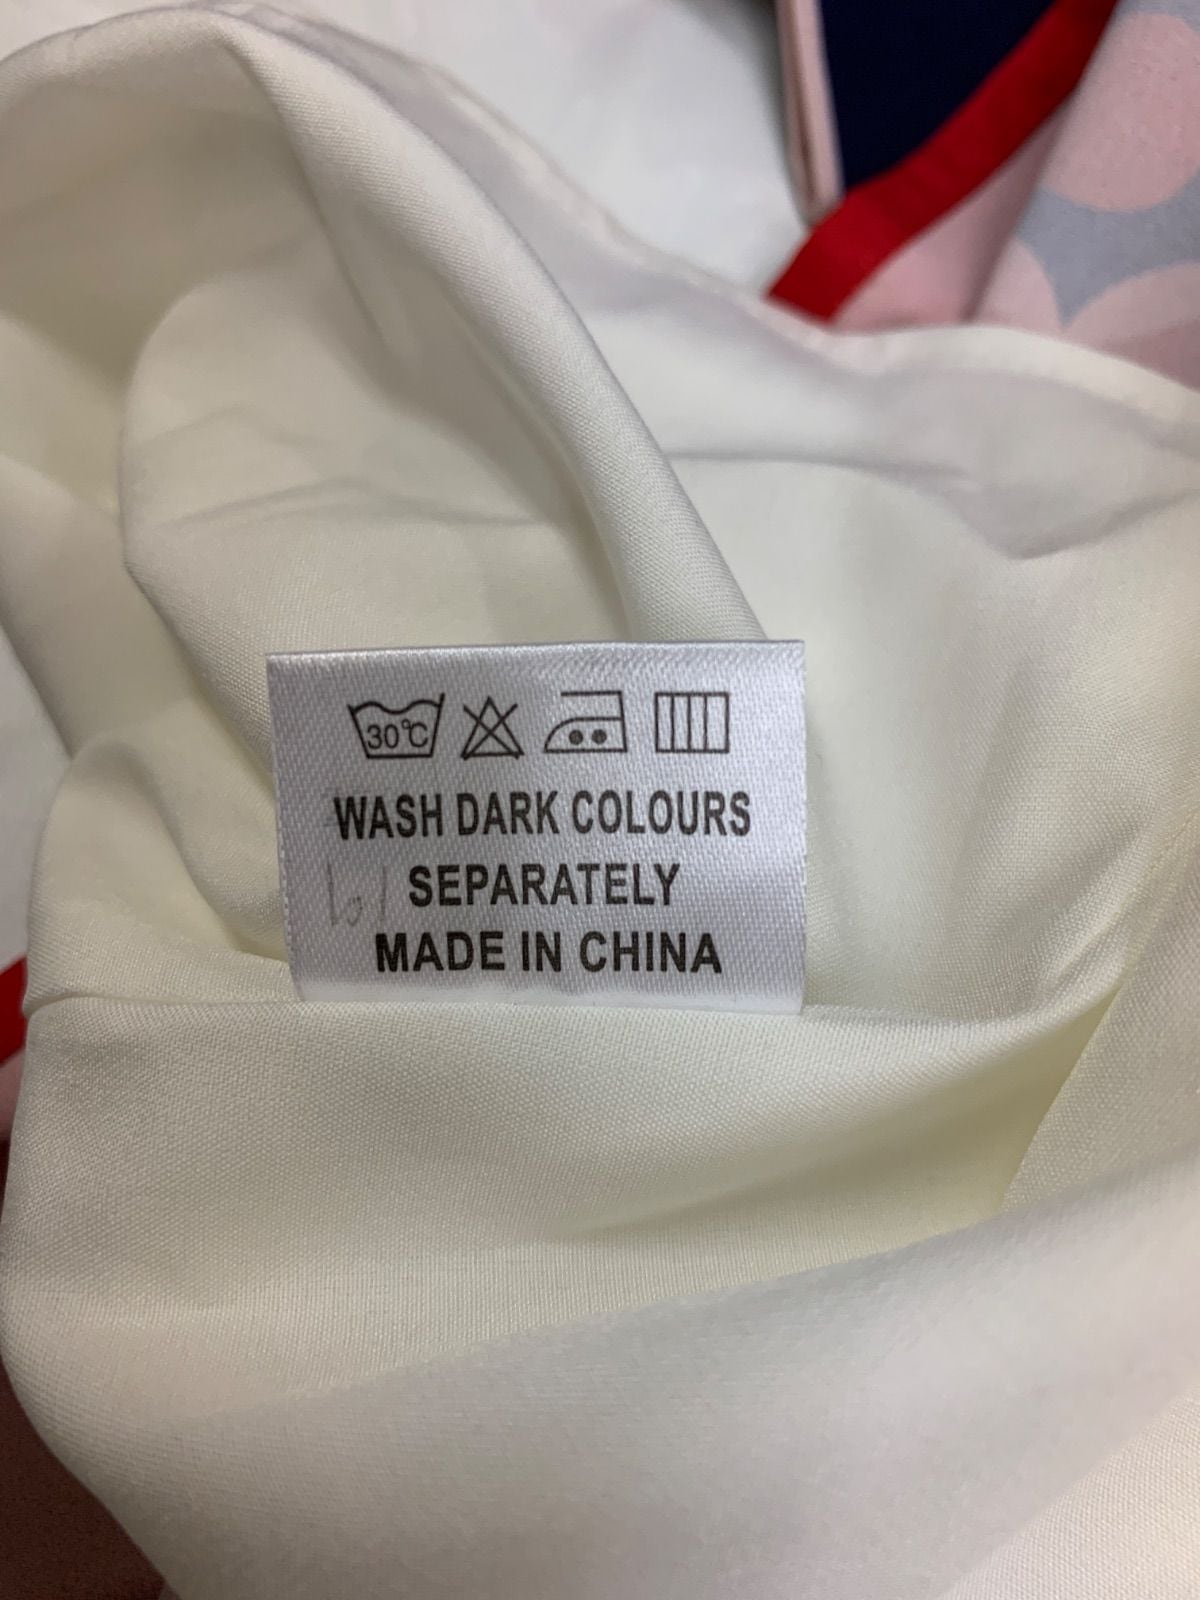 30°C
WASH DARK COLOURS
SEPARATELY
MADE IN CHINA